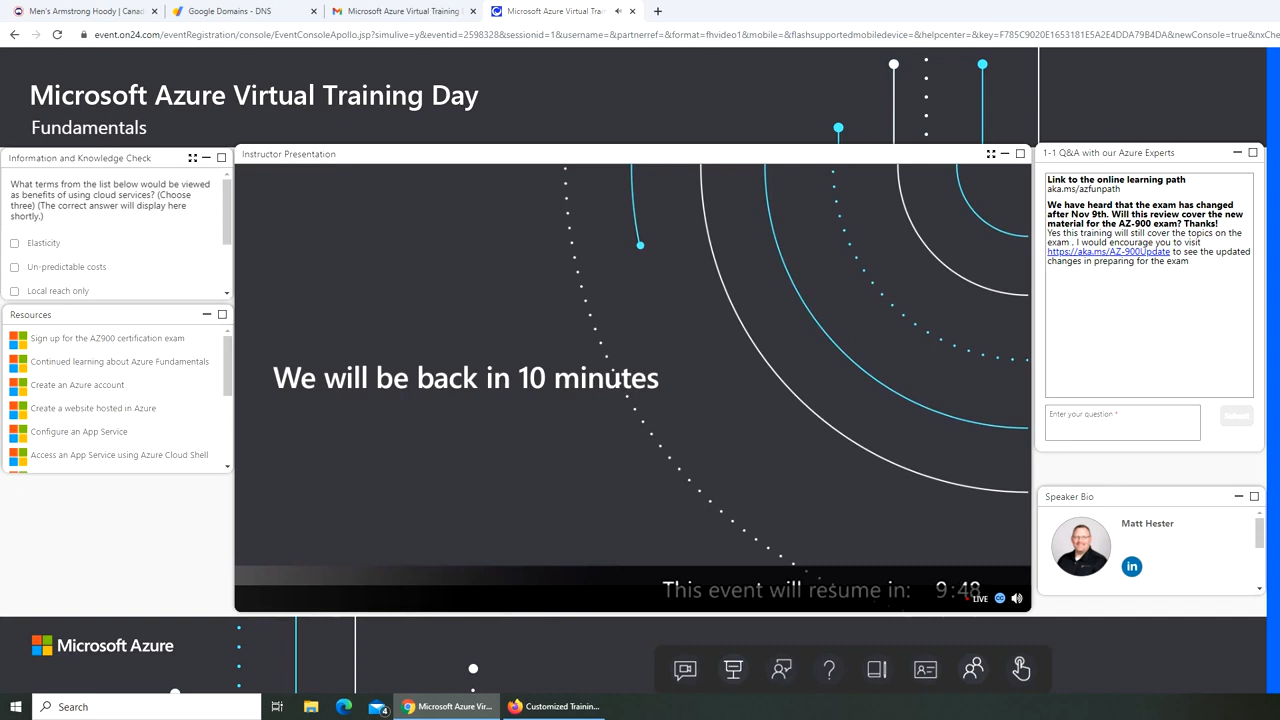 Men's Armstrong Hoody | Canad
Google Domains - DNS
Microsoft Azure Virtual Training
Microsoft Azure Virtual Train
event.on24.com/eventRegistration/console/EventConsoleApollo.jsp?simulive=y&eventid=2598328&sessionid=1&username=&partnerref=&format=fhvideo1&mobile=&flashsupportedmobiledevice=&helpcenter=&key=F785C9020E1653181E5A2E4DDA79B4DA&newConsole=true&nxChe
Microsoft Azure Virtual Training Day
Fundamentals
Information and Knowledge Check
What terms from the list below would be viewed
as benefits of using cloud services? (Choose
three) (The correct answer will display here
shortly.)
Elasticity
Un-predictable costs
Local reach only
Resources
Sign up for the AZ900 certification exam
Continued learning about Azure Fundamentals
Create an Azure account
Create a website hosted in Azure
Configure an App Service
Access an App Service using Azure Cloud Shell
Instructor Presentation
We will be back in 10 minutes
This event will resume in: 9:48
LIVE
CC
1-1 Q&A with our Azure Experts
Link to the online learning path
aka.ms/azfunpath
We have heard that the exam has changed
after Nov 9th. Will this review cover the new
material for the AZ-900 exam? Thanks!
Yes this training will still cover the topics on the
exam , I would encourage you to visit
https://aka.ms/AZ-900Update to see the updated
changes in preparing for the exam
Enter your question *
Submit
Speaker Bio
Matt Hester
in
Microsoft Azure
Search
4
Microsoft Azure Vir...
Customized Trainin...